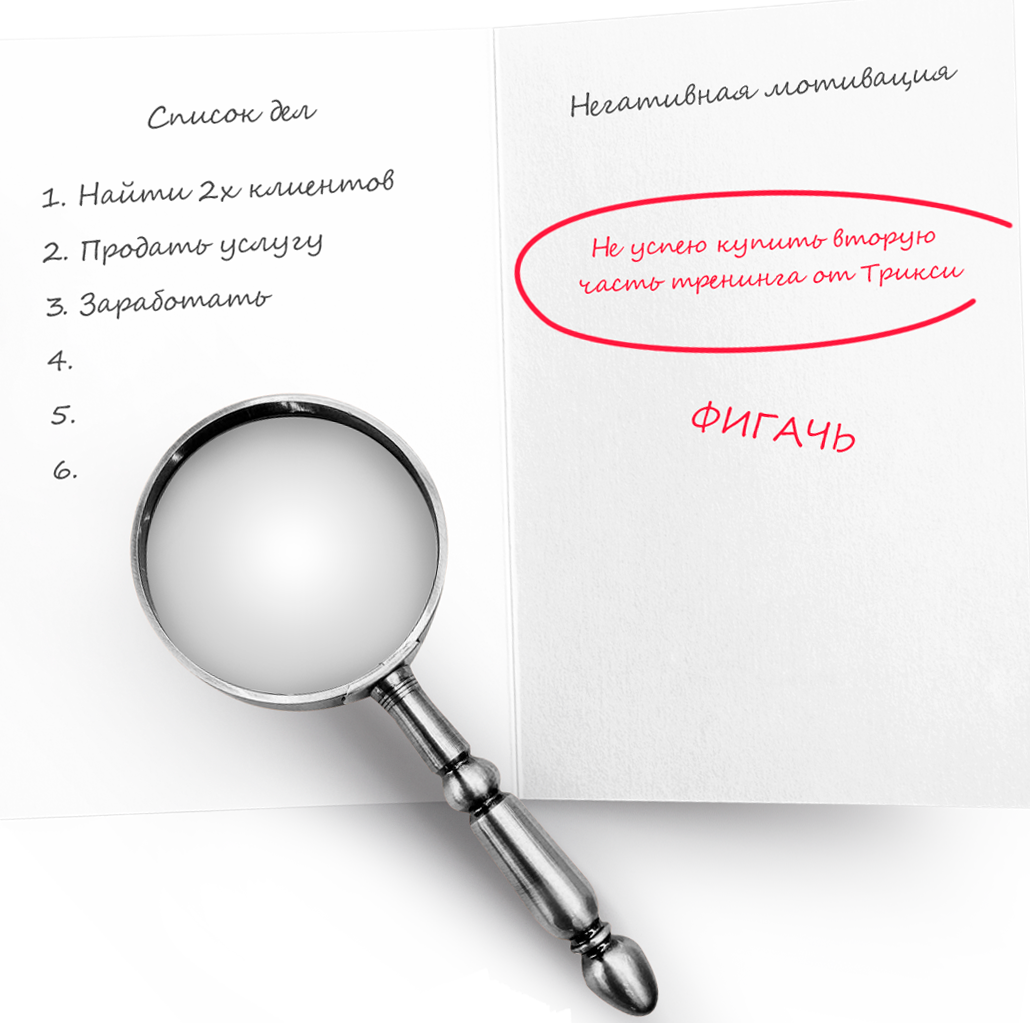 Список дел
1. Найти 2х клиентов
2. Продать услугу
3. Заработать
4.
5.
6.
Негативная мотивация
Не успею купить вторую
часть тренинга от Трикси
ФИГАЧЬ